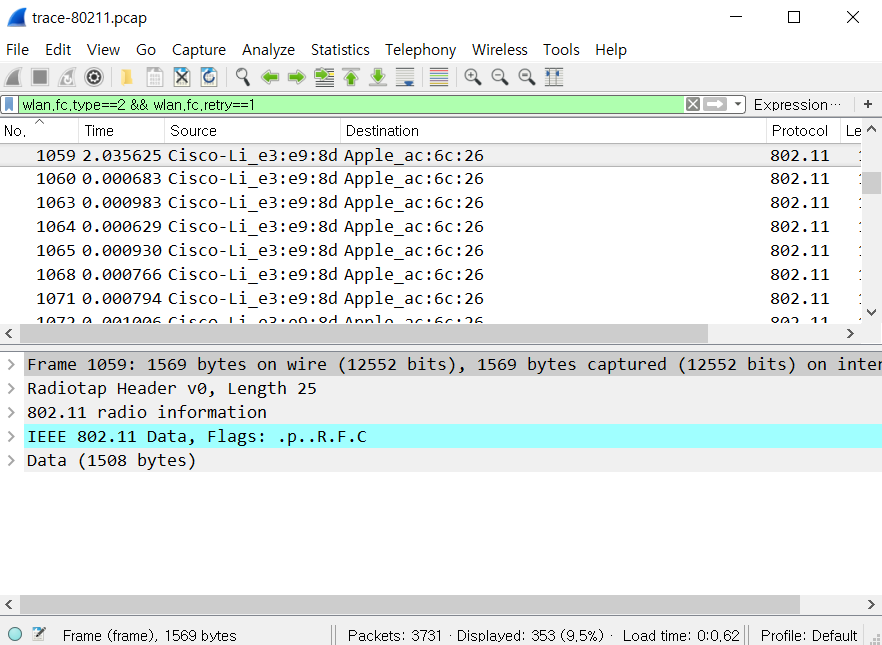 trace-80211.pcap
File Edit View Go Capture Analyze Statistics Telephony Wireless Tools Help
wlan.fc.type==2 && wlan.fc.retry==1 Expression… +
No. Time Source Destination Protocol Le
1059 2.035625 Cisco-Li_e3:e9:8d Apple_ac:6c:26 802.11
1060 0.000683 Cisco-Li_e3:e9:8d Apple_ac:6c:26 802.11
1063 0.000983 Cisco-Li_e3:e9:8d Apple_ac:6c:26 802.11
1064 0.000629 Cisco-Li_e3:e9:8d Apple_ac:6c:26 802.11
1065 0.000930 Cisco-Li_e3:e9:8d Apple_ac:6c:26 802.11
1068 0.000766 Cisco-Li_e3:e9:8d Apple_ac:6c:26 802.11
1071 0.000794 Cisco-Li_e3:e9:8d Apple_ac:6c:26 802.11
1072 0.001006 Cisco-Li_e3:e9:8d Apple_ac:6c:26 802.11
Frame 1059: 1569 bytes on wire (12552 bits), 1569 bytes captured (12552 bits) on inter
Radiotap Header v0, Length 25
802.11 radio information
IEEE 802.11 Data, Flags: .p..R.F.C
Data (1508 bytes)
Frame (frame), 1569 bytes Packets: 3731 · Displayed: 353 (9.5%) · Load time: 0:0.62 Profile: Default